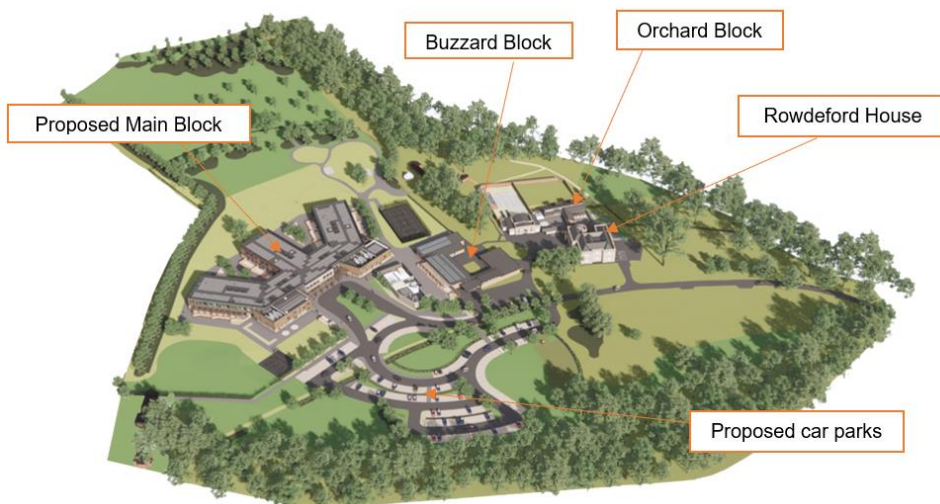 Orchard Block
Buzzard Block
Rowdeford House
Proposed Main Block
Proposed car parks